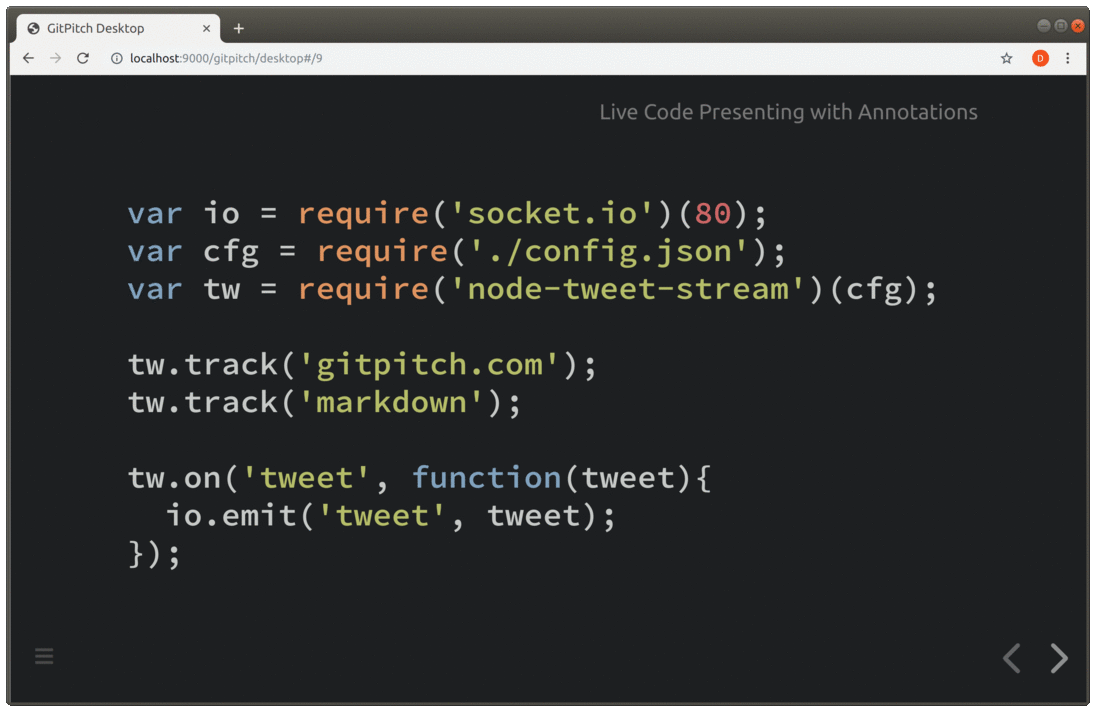 GitPitch Desktop
localhost:9000/gitpitch/desktop#/9
D
Live Code Presenting with Annotations
var io = require('socket.io')(80);
var cfg = require('./config.json');
var tw = require('node-tweet-stream')(cfg);
tw.track('gitpitch.com');
tw.track('markdown');
tw.on('tweet', function(tweet){
  io.emit('tweet', tweet);
});